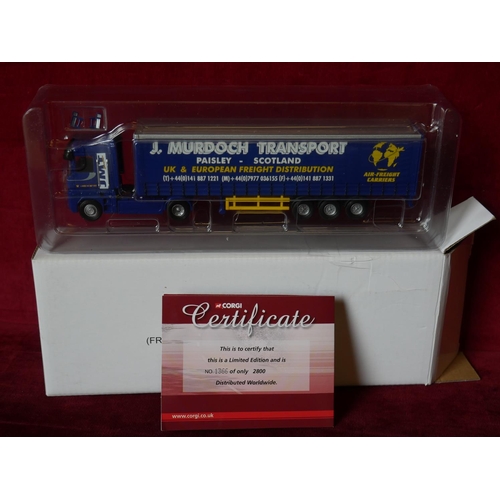 J. MURDOCH TRANSPORT
PAISLEY - SCOTLAND
UK & EUROPEAN FREIGHT DISTRIBUTION
(T)+44(0)141 887 1221 (M)+44(0)7977 036155 (F)+44(0)141 887 1331
AIR-FREIGHT
CARRIERS
(FR
CORGI
Certificate
This is to certify that
this is a Limited Edition and is
NO. 1366 of only 2800
Distributed Worldwide.
www.corgi.co.uk